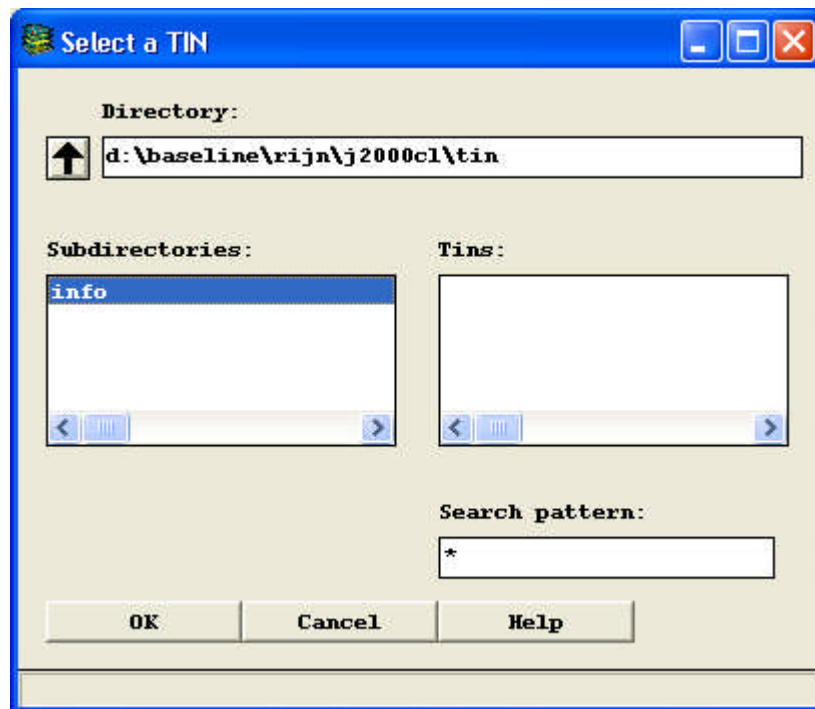 Select a TIN
Directory:
d:\baseline\rijn\j2000cl\tin
Subdirectories:
Tins:
info
Search pattern:
*
OK
Cancel
Help